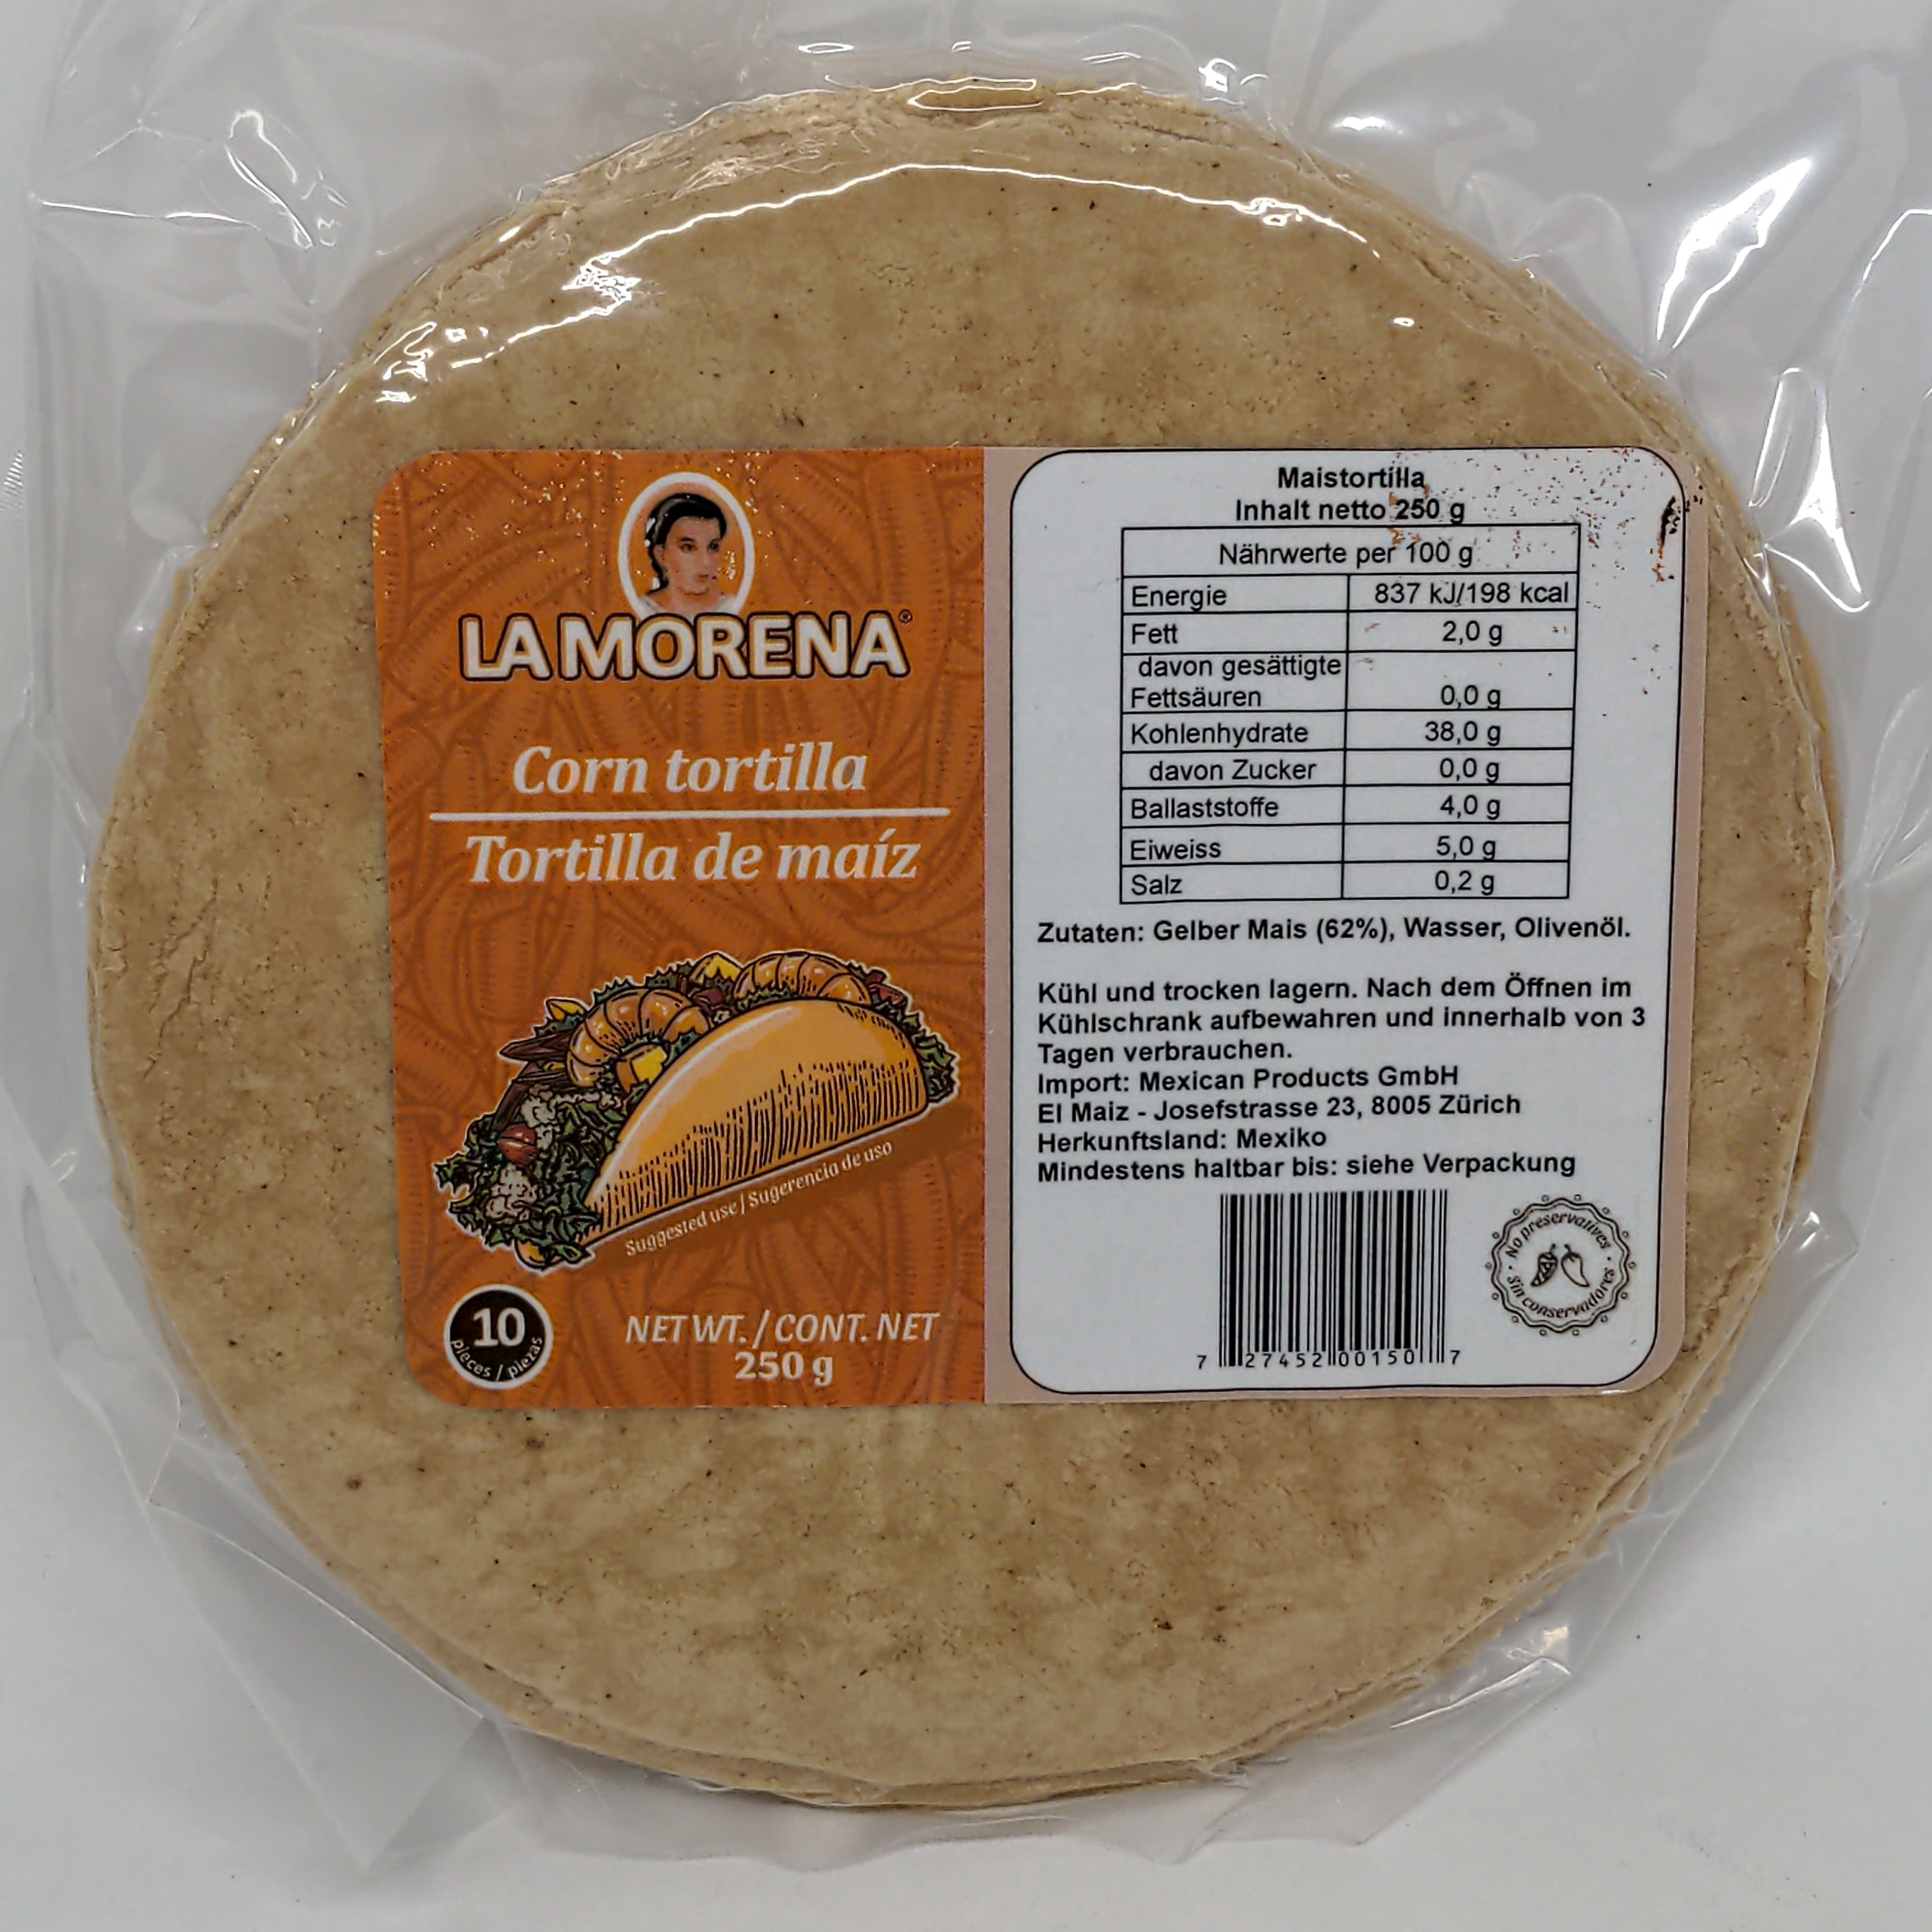 LA MORENA®
Corn tortilla
Tortilla de maíz
Suggested use / Sugerencia de uso
10
pieces / piezas
NET WT. / CONT. NET
250 g
Maistortilla
Inhalt netto 250 g
Nährwerte per 100 g
Energie 837 kJ/198 kcal
Fett 2,0 g
davon gesättigte
Fettsäuren 0,0 g
Kohlenhydrate 38,0 g
davon Zucker 0,0 g
Ballaststoffe 4,0 g
Eiweiss 5,0 g
Salz 0,2 g
Zutaten: Gelber Mais (62%), Wasser, Olivenöl.
Kühl und trocken lagern. Nach dem Öffnen im
Kühlschrank aufbewahren und innerhalb von 3
Tagen verbrauchen.
Import: Mexican Products GmbH
El Maiz - Josefstrasse 23, 8005 Zürich
Herkunftsland: Mexiko
Mindestens haltbar bis: siehe Verpackung
7 27452 00150 7
No preservatives · Sin conservadores ·